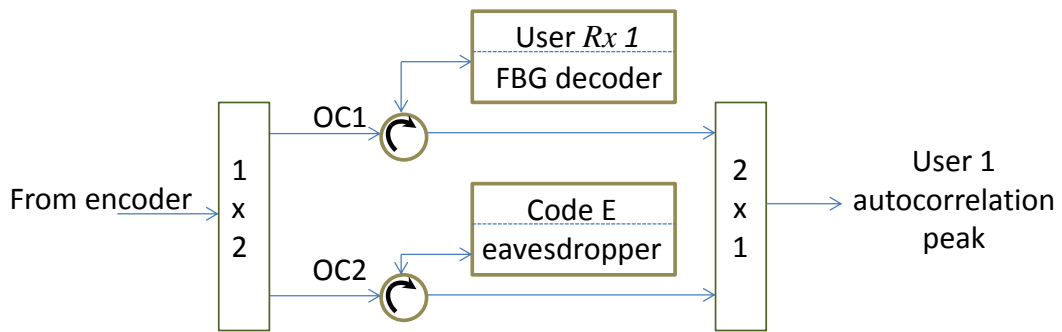 User Rx 1
FBG decoder
OC1
1
x
2
From encoder
Code E
eavesdropper
OC2
2
x
1
User 1
autocorrelation
peak